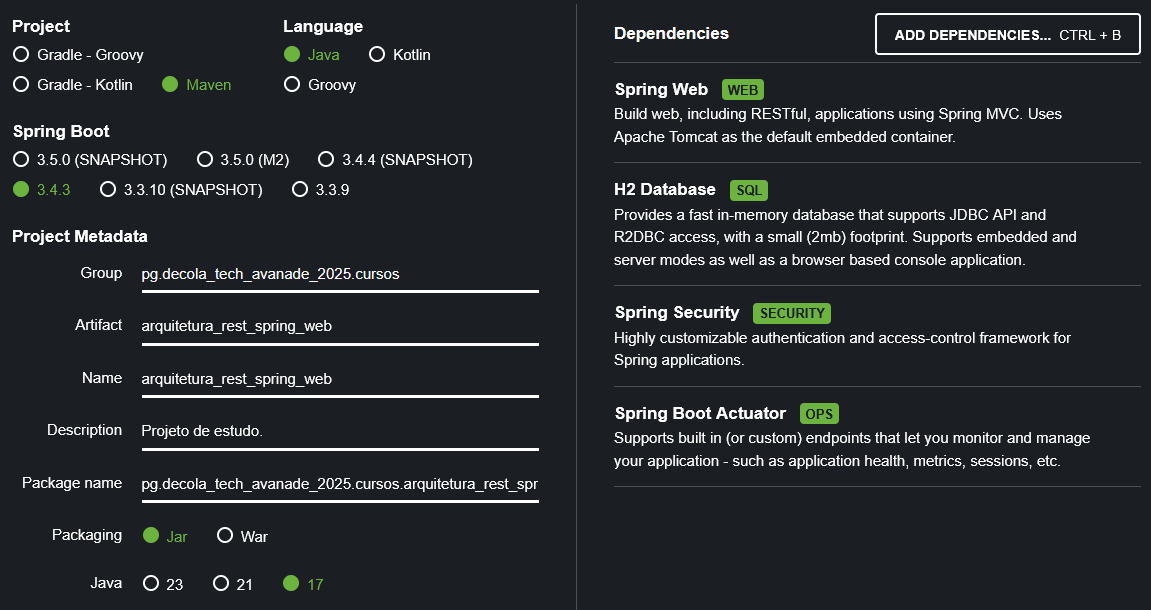 Project
Gradle - Groovy
Gradle - Kotlin Maven
Language
Java Kotlin
Groovy
Spring Boot
3.5.0 (SNAPSHOT) 3.5.0 (M2) 3.4.4 (SNAPSHOT)
3.4.3 3.3.10 (SNAPSHOT) 3.3.9
Project Metadata
Group pg.decola_tech_avanade_2025.cursos
Artifact arquitetura_rest_spring_web
Name arquitetura_rest_spring_web
Description Projeto de estudo.
Package name pg.decola_tech_avanade_2025.cursos.arquitetura_rest_spr
Packaging Jar War
Java 23 21 17
Dependencies ADD DEPENDENCIES... CTRL + B
Spring Web WEB
Build web, including RESTful, applications using Spring MVC. Uses
Apache Tomcat as the default embedded container.
H2 Database SQL
Provides a fast in-memory database that supports JDBC API and
R2DBC access, with a small (2mb) footprint. Supports embedded and
server modes as well as a browser based console application.
Spring Security SECURITY
Highly customizable authentication and access-control framework for
Spring applications.
Spring Boot Actuator OPS
Supports built in (or custom) endpoints that let you monitor and manage
your application - such as application health, metrics, sessions, etc.